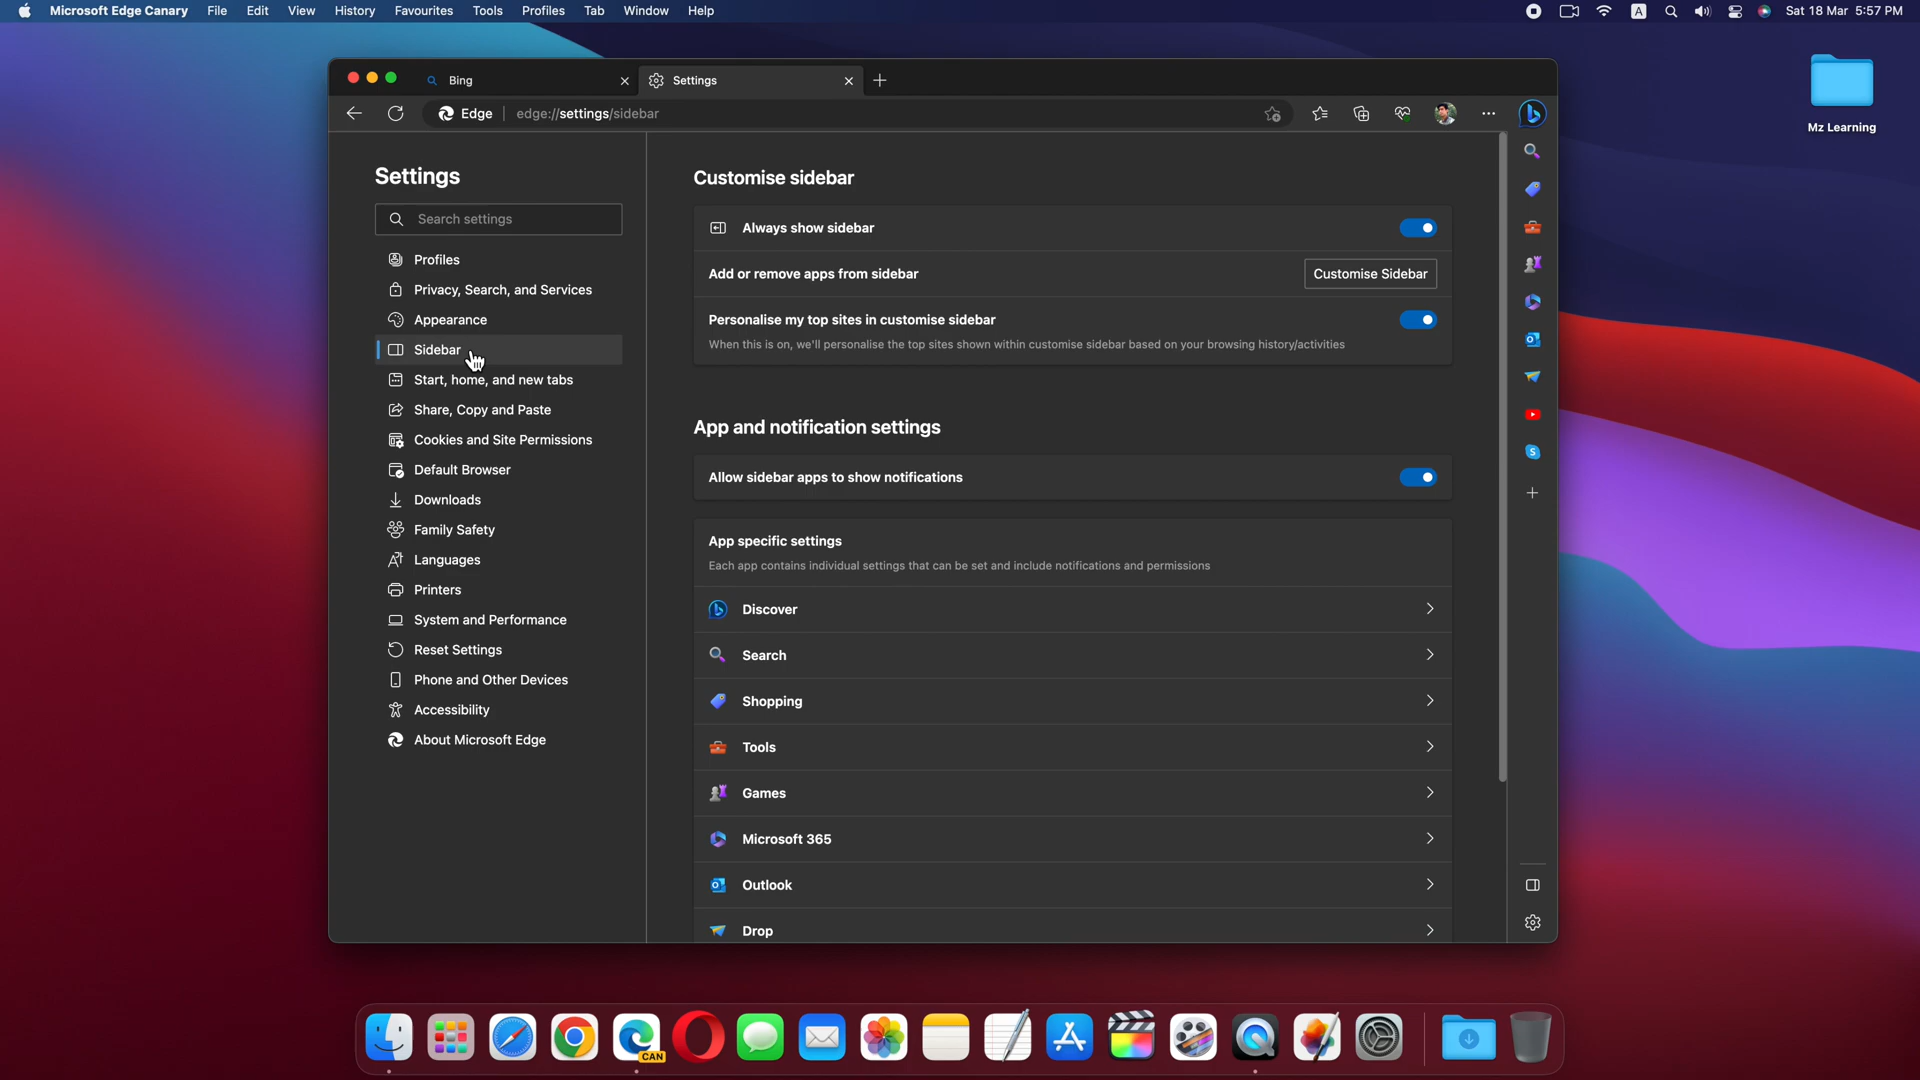 Microsoft Edge Canary File Edit View History Favourites Tools Profiles Tab Window Help A Sat 18 Mar 5:57 PM
Bing Settings
Edge edge://settings/sidebar
Mz Learning
Settings
Search settings
Profiles
Privacy, Search, and Services
Appearance
Sidebar
Start, home, and new tabs
Share, Copy and Paste
Cookies and Site Permissions
Default Browser
Downloads
Family Safety
Languages
Printers
System and Performance
Reset Settings
Phone and Other Devices
Accessibility
About Microsoft Edge
Customise sidebar
Always show sidebar
Add or remove apps from sidebar Customise Sidebar
Personalise my top sites in customise sidebar
When this is on, we'll personalise the top sites shown within customise sidebar based on your browsing history/activities
App and notification settings
Allow sidebar apps to show notifications
App specific settings
Each app contains individual settings that can be set and include notifications and permissions
Discover
Search
Shopping
Tools
Games
Microsoft 365
Outlook
Drop
CAN